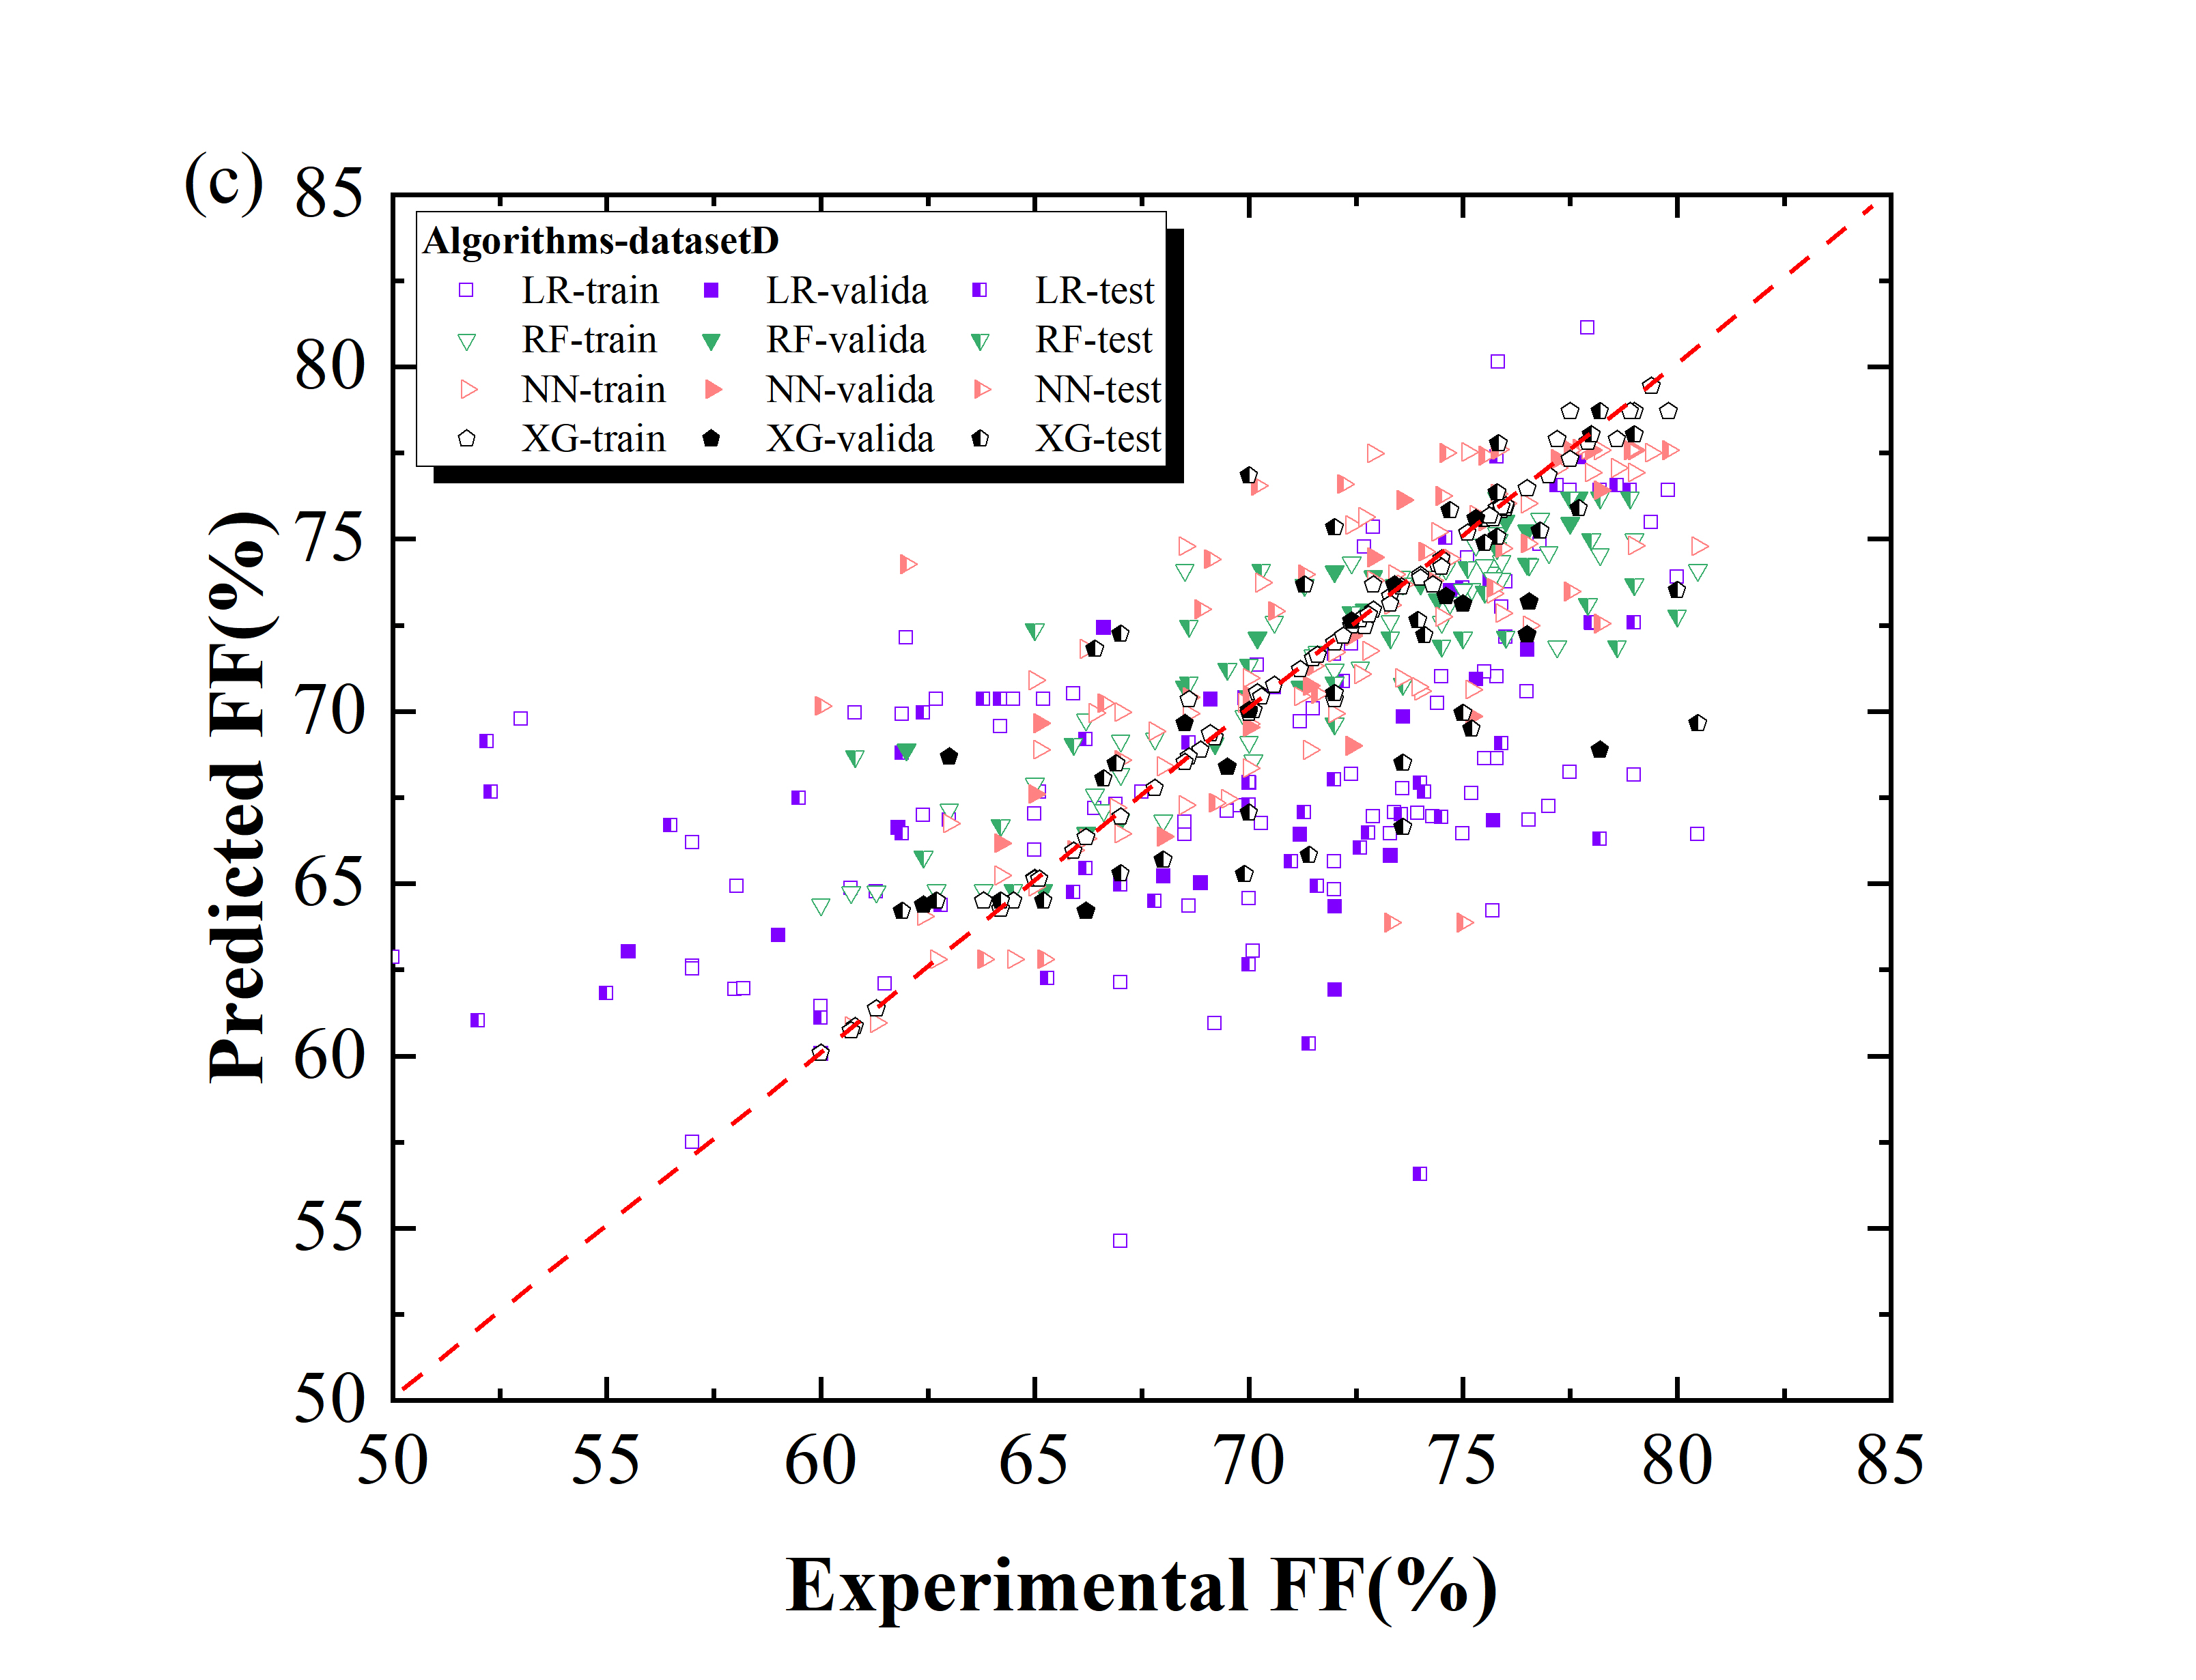 (c)
85
80
75
70
65
60
55
50
Predicted FF(%)
Algorithms-datasetD
LR-train LR-valida LR-test
RF-train RF-valida RF-test
NN-train NN-valida NN-test
XG-train XG-valida XG-test
50 55 60 65 70 75 80 85
Experimental FF(%)